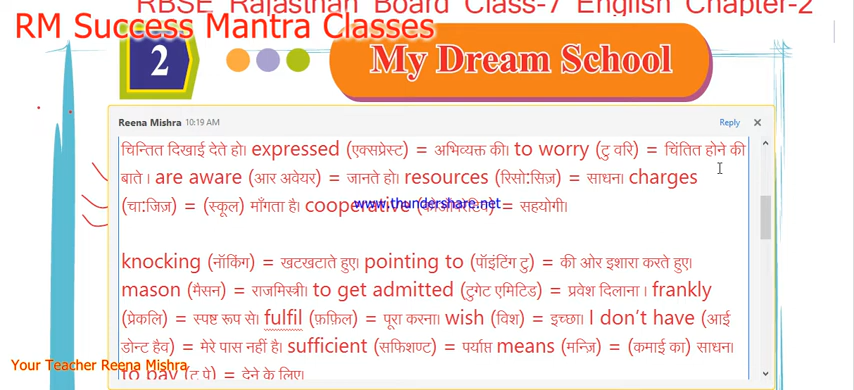 RBSE Rajasthan Board Class-7 English Chapter-2
RM Success Mantra Classes
2
My Dream School
Reena Mishra 10:19 AM
Reply
चिन्तित दिखाई देते हो। expressed (एक्सप्रेस्ट) = अभिव्यक्त की। to worry (टु वरि) = चिंतित होने की
बाते । are aware (आर अवेयर) = जानते हो। resources (रिसो:सिज़) = साधन। charges
(चा:जिज़) = (स्कूल) माँगता है। cooperative = सहयोगी।
www.thundershare.net
knocking (नॉकिंग) = खटखटाते हुए। pointing to (पॉइंटिंग टु) = की ओर इशारा करते हुए।
mason (मैसन) = राजमिस्त्री। to get admitted (टुगेट एमिटिड) = प्रवेश दिलाना । frankly
(फ्रेंकलि) = स्पष्ट रूप से। fulfil (फ़फ़िल) = पूरा करना। wish (विश) = इच्छा। I don't have (आई
डोन्ट हैव) = मेरे पास नहीं है। sufficient (सफिशण्ट) = पर्याप्त means (मन्ज़ि) = (कमाई का) साधन।
to pay (टु पे) = देने के लिए।
Your Teacher Reena Mishra